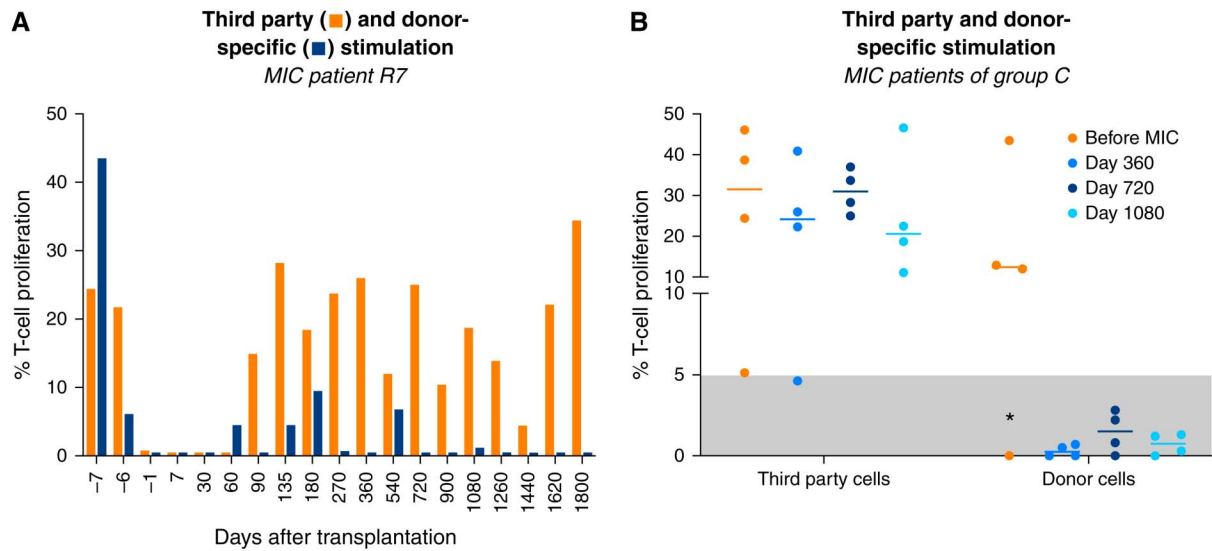 A
Third party (■) and donor-
specific (■) stimulation
MIC patient R7
% T-cell proliferation
50
40
30
20
10
0
−7
−6
−1
7
30
60
90
135
180
270
360
540
720
900
1080
1260
1440
1620
1800
Days after transplantation
B
Third party and donor-
specific stimulation
MIC patients of group C
% T-cell proliferation
50
40
30
20
10
10
5
0
Before MIC
Day 360
Day 720
Day 1080
*
Third party cells
Donor cells